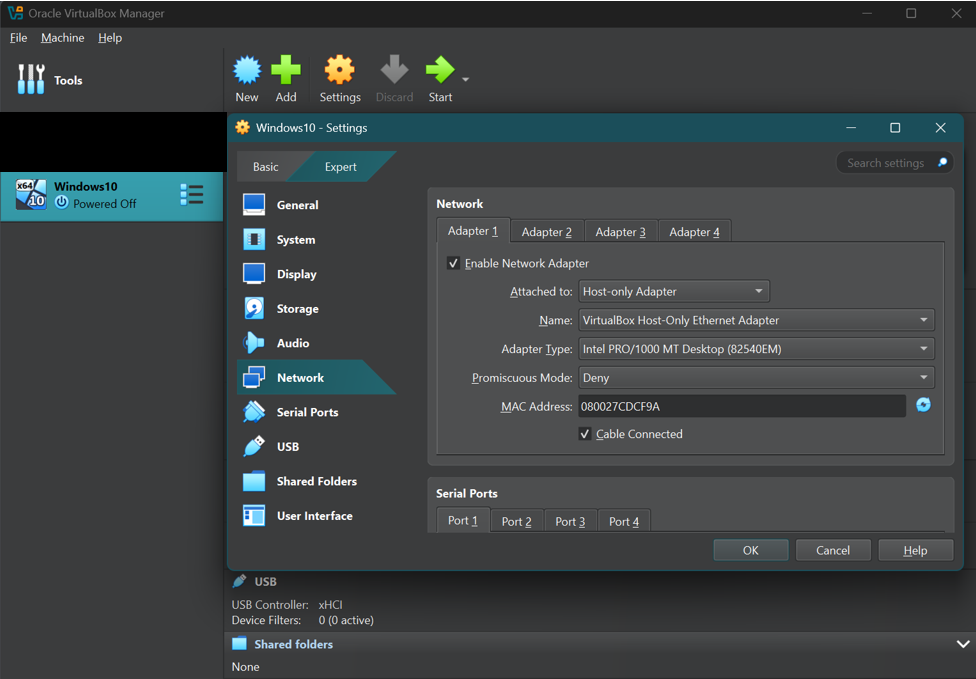 Oracle VirtualBox Manager
File Machine Help
Tools
New Add Settings Discard Start
Windows10 - Settings
Basic Expert Search settings
x64 10 Windows10
Powered Off
General
System
Display
Storage
Audio
Network
Serial Ports
USB
Shared Folders
User Interface
Network
Adapter 1 Adapter 2 Adapter 3 Adapter 4
Enable Network Adapter
Attached to: Host-only Adapter
Name: VirtualBox Host-Only Ethernet Adapter
Adapter Type: Intel PRO/1000 MT Desktop (82540EM)
Promiscuous Mode: Deny
MAC Address: 080027CDCF9A
Cable Connected
Serial Ports
Port 1 Port 2 Port 3 Port 4
OK Cancel Help
USB
USB Controller: xHCI
Device Filters: 0 (0 active)
Shared folders
None